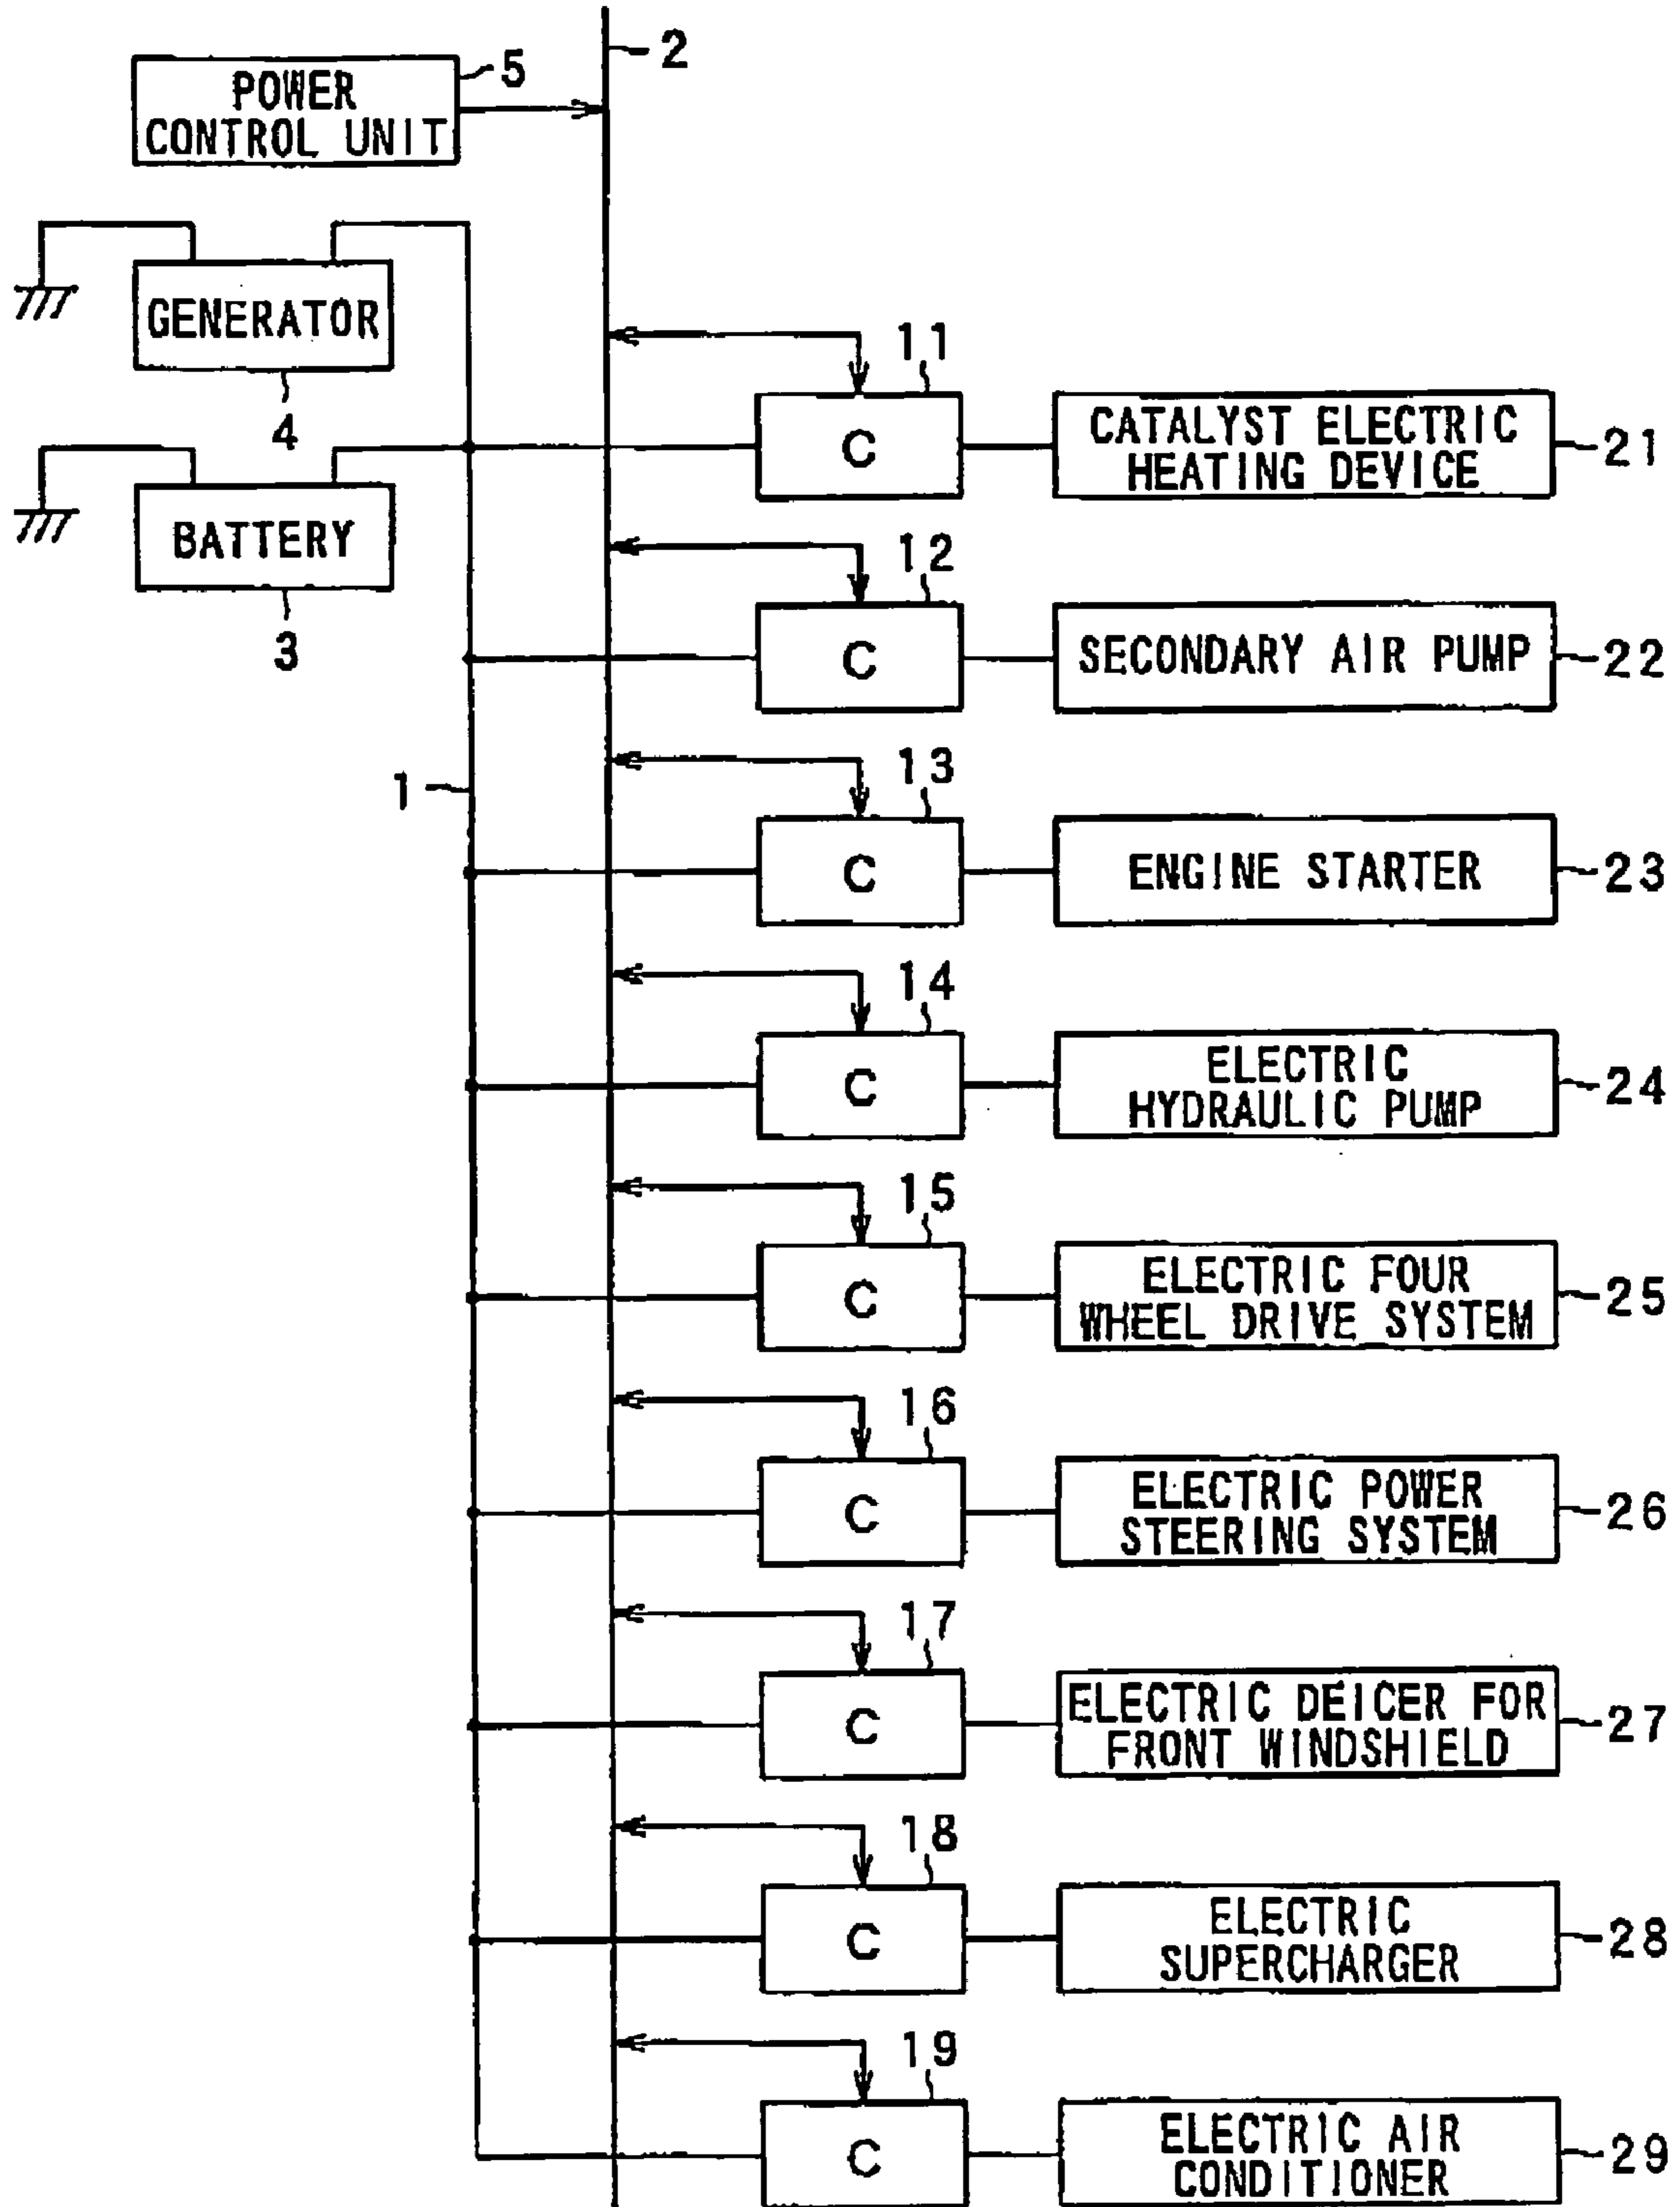 2
5
POWER
CONTROL UNIT
GENERATOR
4
BATTERY
3
1
11
C
CATALYST ELECTRIC
HEATING DEVICE
21
12
C
SECONDARY AIR PUMP
22
13
C
ENGINE STARTER
23
14
C
ELECTRIC
HYDRAULIC PUMP
24
15
C
ELECTRIC FOUR
WHEEL DRIVE SYSTEM
25
16
C
ELECTRIC POWER
STEERING SYSTEM
26
17
C
ELECTRIC DEICER FOR
FRONT WINDSHIELD
27
18
C
ELECTRIC
SUPERCHARGER
28
19
C
ELECTRIC AIR
CONDITIONER
29